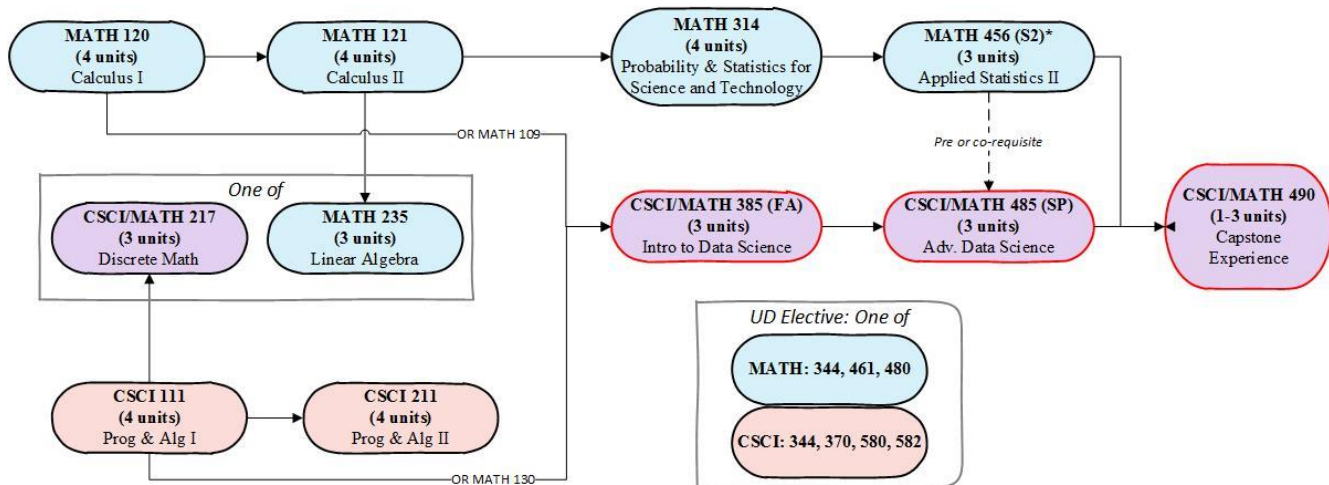 MATH 120
(4 units)
Calculus I
MATH 121
(4 units)
Calculus II
MATH 314
(4 units)
Probability & Statistics for
Science and Technology
MATH 456 (S2)*
(3 units)
Applied Statistics II
OR MATH 109
Pre or co-requisite
One of
CSCI/MATH 217
(3 units)
Discrete Math
MATH 235
(3 units)
Linear Algebra
CSCI/MATH 385 (FA)
(3 units)
Intro to Data Science
CSCI/MATH 485 (SP)
(3 units)
Adv. Data Science
CSCI/MATH 490
(1-3 units)
Capstone
Experience
UD Elective: One of
MATH: 344, 461, 480
CSCI: 344, 370, 580, 582
CSCI 111
(4 units)
Prog & Alg I
CSCI 211
(4 units)
Prog & Alg II
OR MATH 130